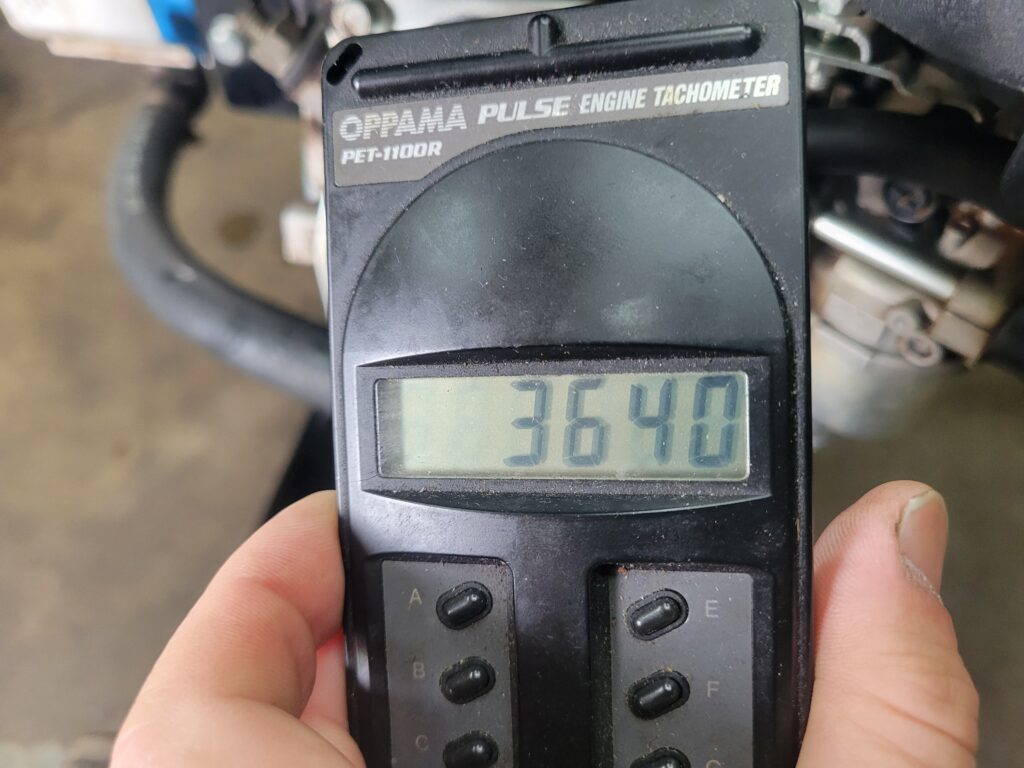 OPPAMA PULSE ENGINE TACHOMETER
PET-1100R
3640
A
E
B
F
C
G